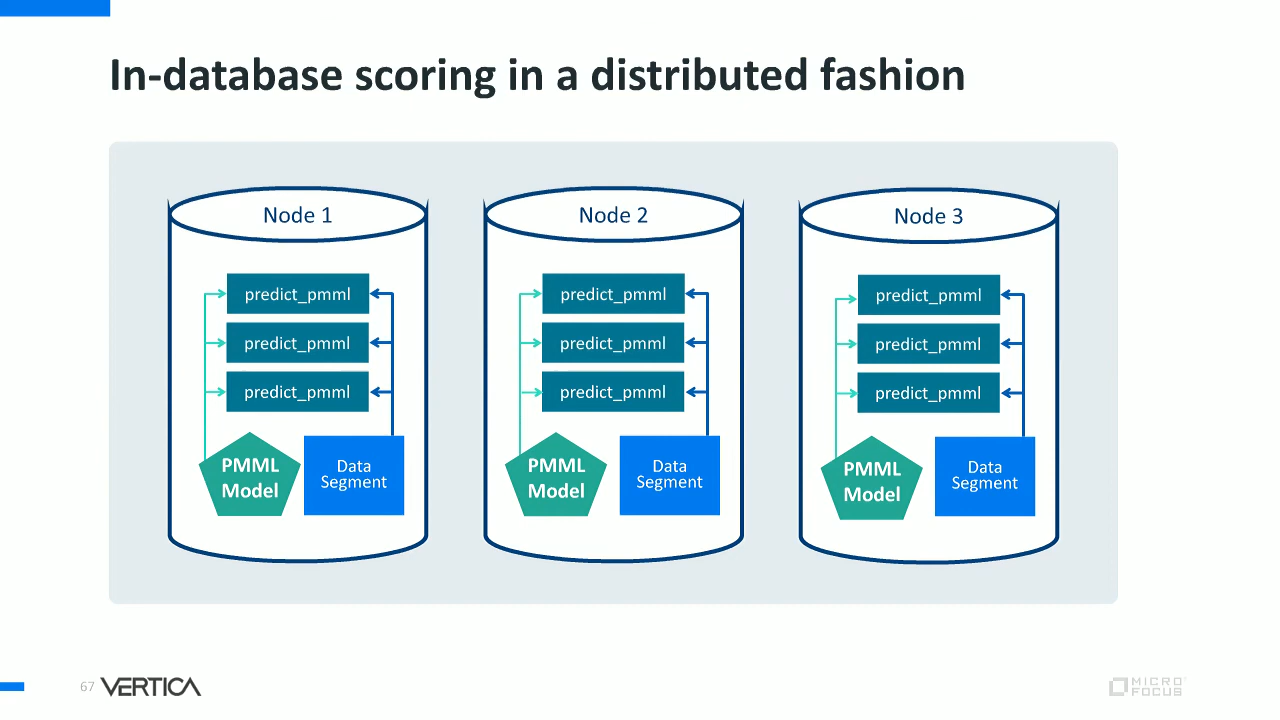 In-database scoring in a distributed fashion
Node 1
predict_pmml
predict_pmml
predict_pmml
PMML
Model
Data
Segment
Node 2
predict_pmml
predict_pmml
predict_pmml
PMML
Model
Data
Segment
Node 3
predict_pmml
predict_pmml
predict_pmml
PMML
Model
Data
Segment
67 VERTICA
MICRO
FOCUS